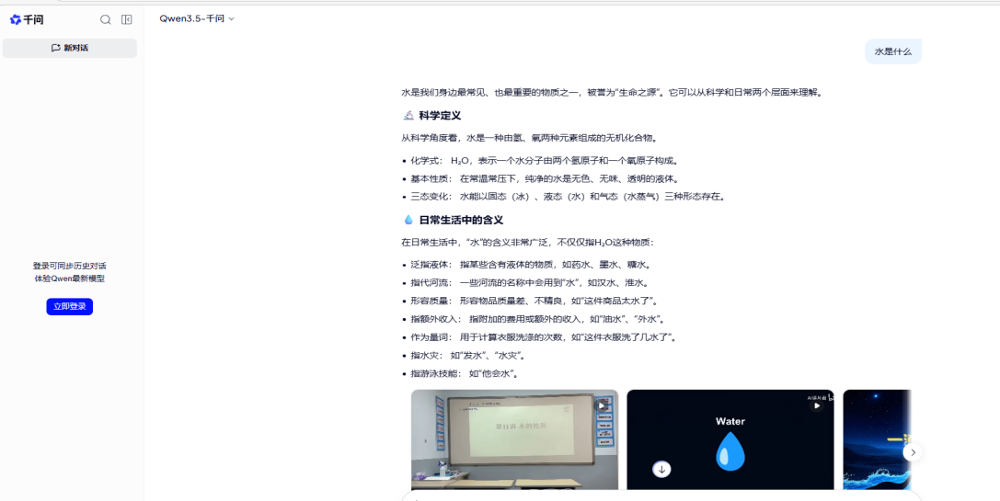 千问
Qwen3.5-千问
新对话
水是什么
水是我们身边最常见、也最重要的物质之一，被誉为“生命之源”。它可以从科学和日常两个层面来理解。
科学定义
从科学角度看，水是一种由氢、氧两种元素组成的无机化合物。
• 化学式： H₂O，表示一个水分子由两个氢原子和一个氧原子构成。
• 基本性质： 在常温常压下，纯净的水是无色、无味、透明的液体。
• 三态变化： 水能以固态（冰）、液态（水）和气态（水蒸气）三种形态存在。
日常生活中的含义
在日常生活中，“水”的含义非常广泛，不仅仅指H₂O这种物质：
• 泛指液体： 指某些含有液体的物质，如药水、墨水、糖水。
• 指代河流： 一些河流的名称中会用到“水”，如汉水、淮水。
• 形容质量： 形容物品质量差、不精良，如“这件商品太水了”。
• 指额外收入： 指附加的费用或额外的收入，如“油水”、“外水”。
• 作为量词： 用于计算衣服洗涤的次数，如“这件衣服洗了几水了”。
• 指水灾： 如“发水”、“水灾”。
• 指游泳技能： 如“他会水”。
登录可同步历史对话
体验Qwen最新模型
立即登录
第11讲 水的性质
Water